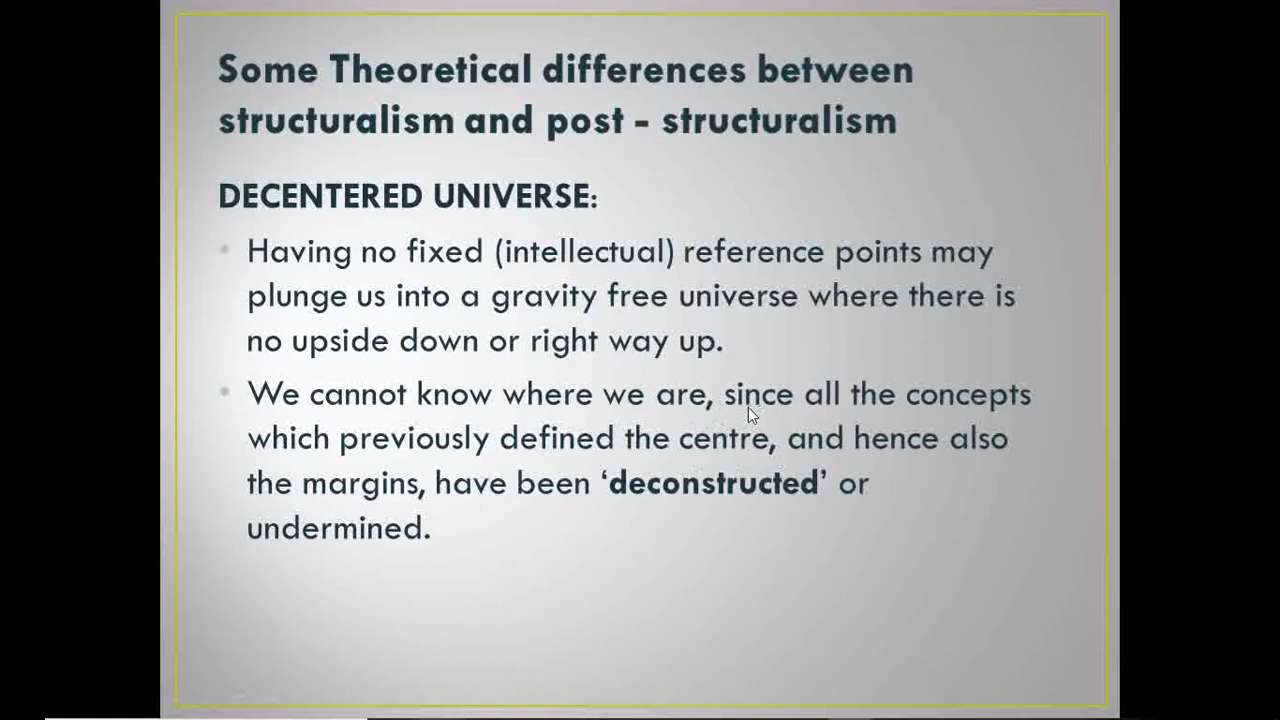 Some Theoretical differences between
structuralism and post - structuralism
DECENTERED UNIVERSE:
• Having no fixed (intellectual) reference points may
plunge us into a gravity free universe where there is
no upside down or right way up.
• We cannot know where we are, since all the concepts
which previously defined the centre, and hence also
the margins, have been ‘deconstructed’ or
undermined.